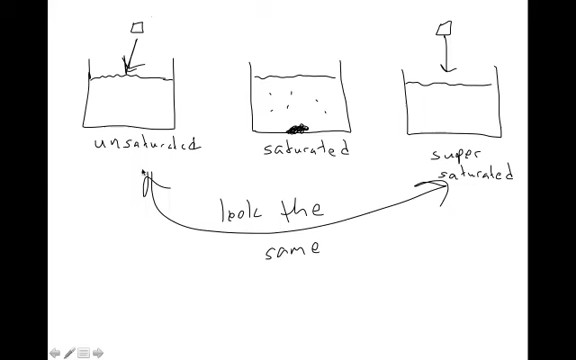 unsaturated
saturated
super
saturated
look the
same